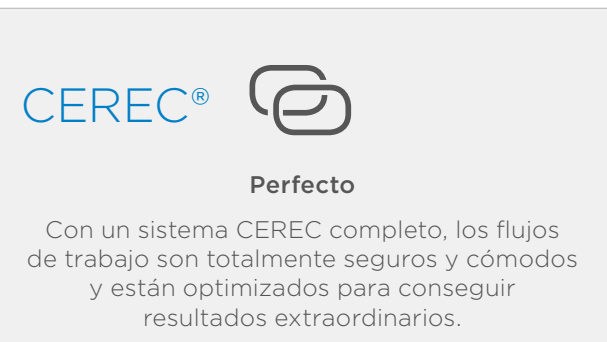 CEREC®
Perfecto
Con un sistema CEREC completo, los flujos
de trabajo son totalmente seguros y cómodos
y están optimizados para conseguir
resultados extraordinarios.